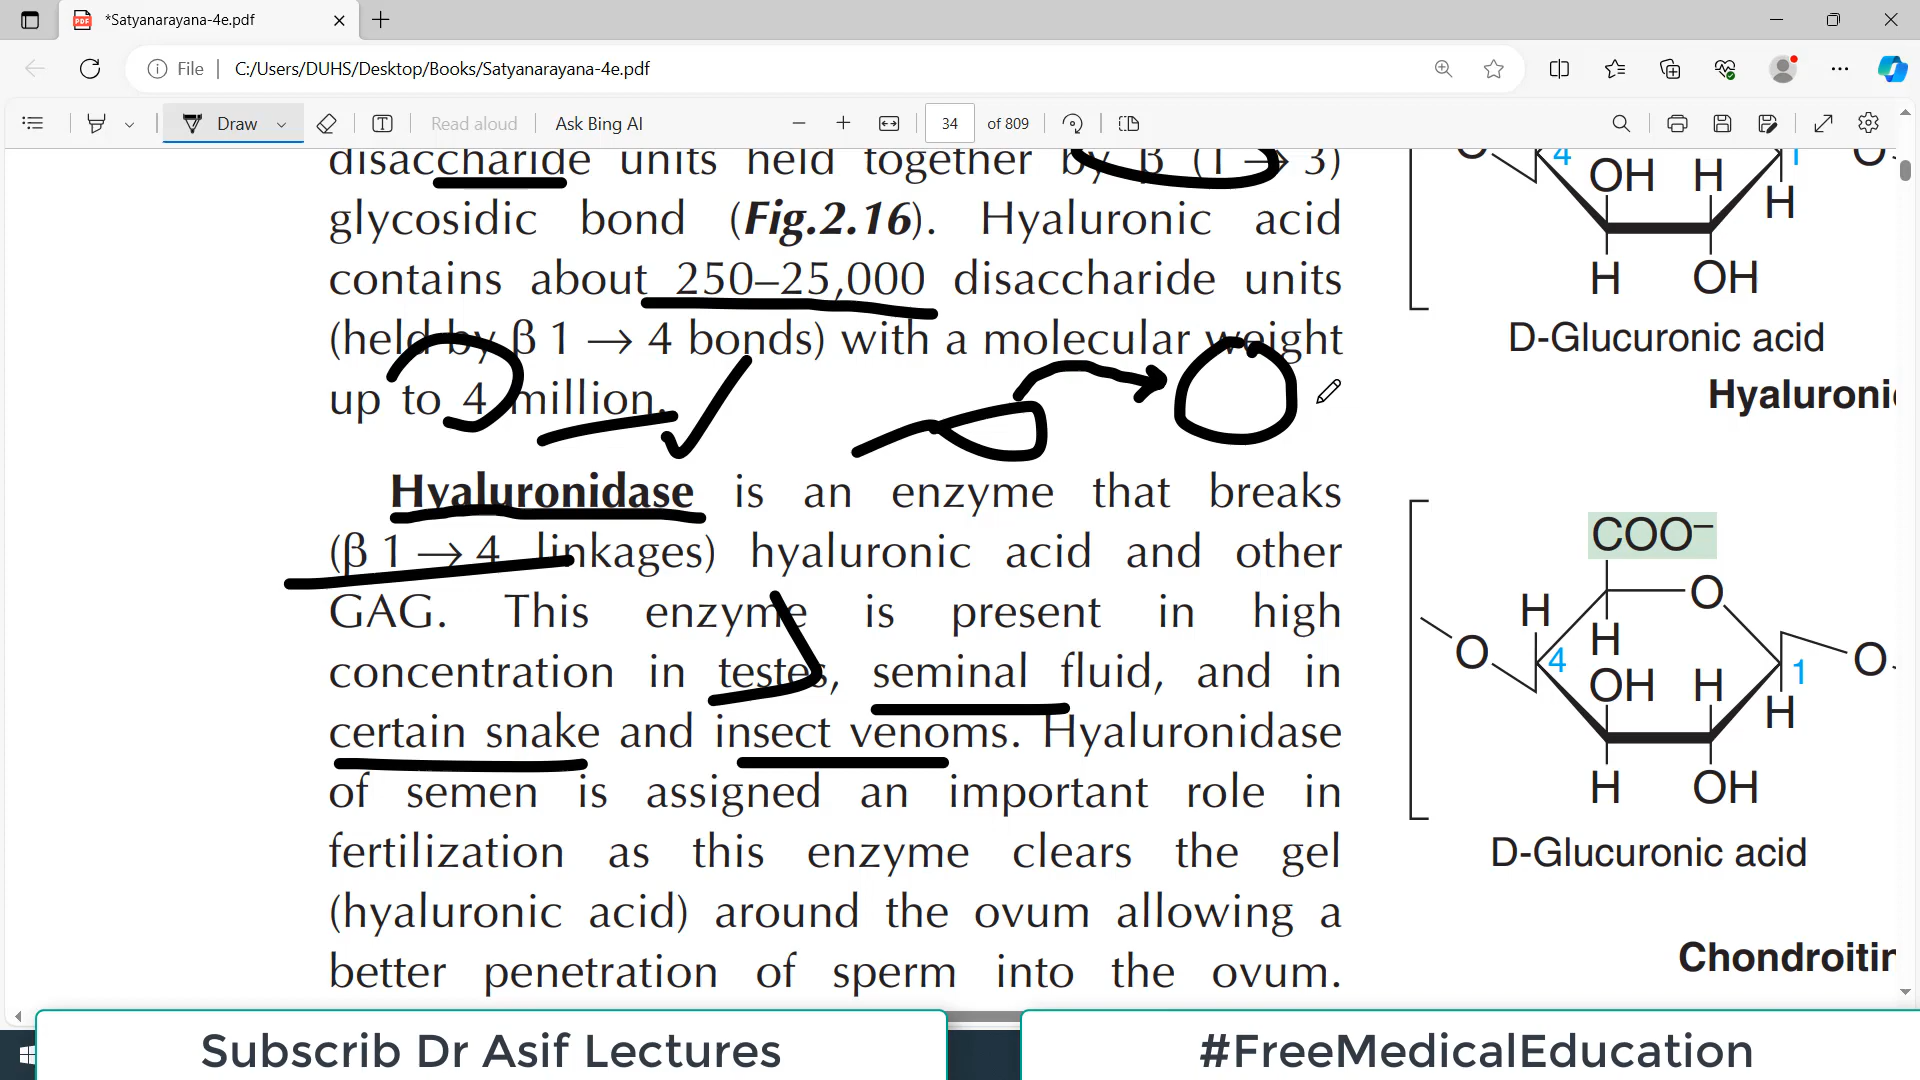 *Satyanarayana-4e.pdf
File | C:/Users/DUHS/Desktop/Books/Satyanarayana-4e.pdf
Draw Read aloud Ask Bing AI 34 of 809
disaccharide units held together by β (1 → 3)
glycosidic bond (Fig.2.16). Hyaluronic acid
contains about 250–25,000 disaccharide units
(held by β 1 → 4 bonds) with a molecular weight
up to 4 million.
Hyaluronidase is an enzyme that breaks
(β 1 → 4 linkages) hyaluronic acid and other
GAG. This enzyme is present in high
concentration in testes, seminal fluid, and in
certain snake and insect venoms. Hyaluronidase
of semen is assigned an important role in
fertilization as this enzyme clears the gel
(hyaluronic acid) around the ovum allowing a
better penetration of sperm into the ovum.
4 1
OH H
H
H OH
D-Glucuronic acid
Hyaluroni
COO⁻
H O
H
O 4 1 O
OH H
H
H OH
D-Glucuronic acid
Chondroitin
Subscrib Dr Asif Lectures
#FreeMedicalEducation